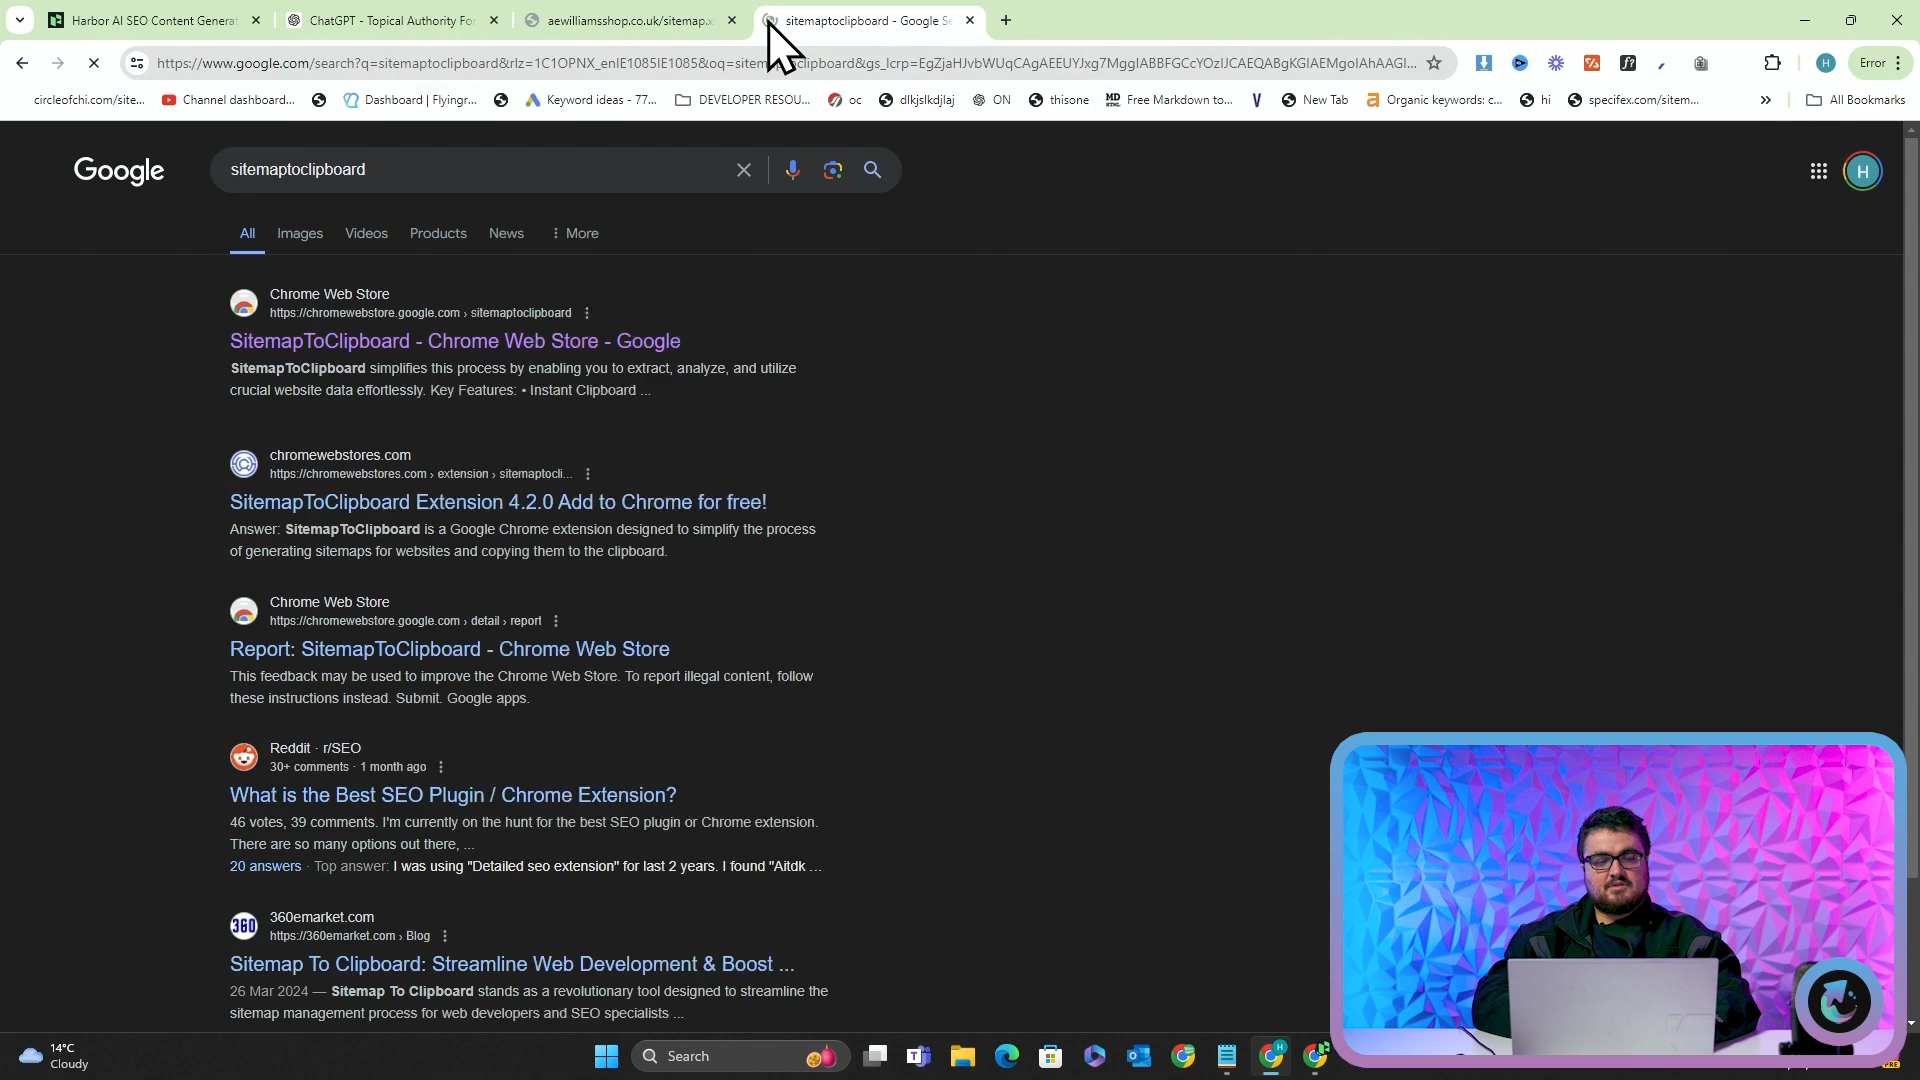 Harbor AI SEO Content Generat
ChatGPT - Topical Authority For
aewilliamsshop.co.uk/sitemap.x
sitemaptoclipboard - Google Se
https://www.google.com/search?q=sitemaptoclipboard&rlz=1C1OPNX_enIE1085IE1085&oq=sitem
Error
circleofchi.com/site...
Channel dashboard...
Dashboard | Flyingr...
Keyword ideas - 77...
DEVELOPER RESOU...
oc
dlkjslkdjlaj
ON
thisone
Free Markdown to...
New Tab
Organic keywords: c...
hi
specifex.com/sitem...
All Bookmarks
Google
sitemaptoclipboard
H
All
Images
Videos
Products
News
More
Chrome Web Store
https://chromewebstore.google.com › sitemaptoclipboard
SitemapToClipboard - Chrome Web Store - Google
SitemapToClipboard simplifies this process by enabling you to extract, analyze, and utilize
crucial website data effortlessly. Key Features: • Instant Clipboard ...
chromewebstores.com
https://chromewebstores.com › extension › sitemaptocli...
SitemapToClipboard Extension 4.2.0 Add to Chrome for free!
Answer: SitemapToClipboard is a Google Chrome extension designed to simplify the process
of generating sitemaps for websites and copying them to the clipboard.
Chrome Web Store
https://chromewebstore.google.com › detail › report
Report: SitemapToClipboard - Chrome Web Store
This feedback may be used to improve the Chrome Web Store. To report illegal content, follow
these instructions instead. Submit. Google apps.
Reddit · r/SEO
30+ comments · 1 month ago
What is the Best SEO Plugin / Chrome Extension?
46 votes, 39 comments. I'm currently on the hunt for the best SEO plugin or Chrome extension.
There are so many options out there, ...
20 answers · Top answer: I was using "Detailed seo extension" for last 2 years. I found "Aitdk ...
360
360emarket.com
https://360emarket.com › Blog
Sitemap To Clipboard: Streamline Web Development & Boost ...
26 Mar 2024 — Sitemap To Clipboard stands as a revolutionary tool designed to streamline the
sitemap management process for web developers and SEO specialists ...
14°C
Cloudy
Search